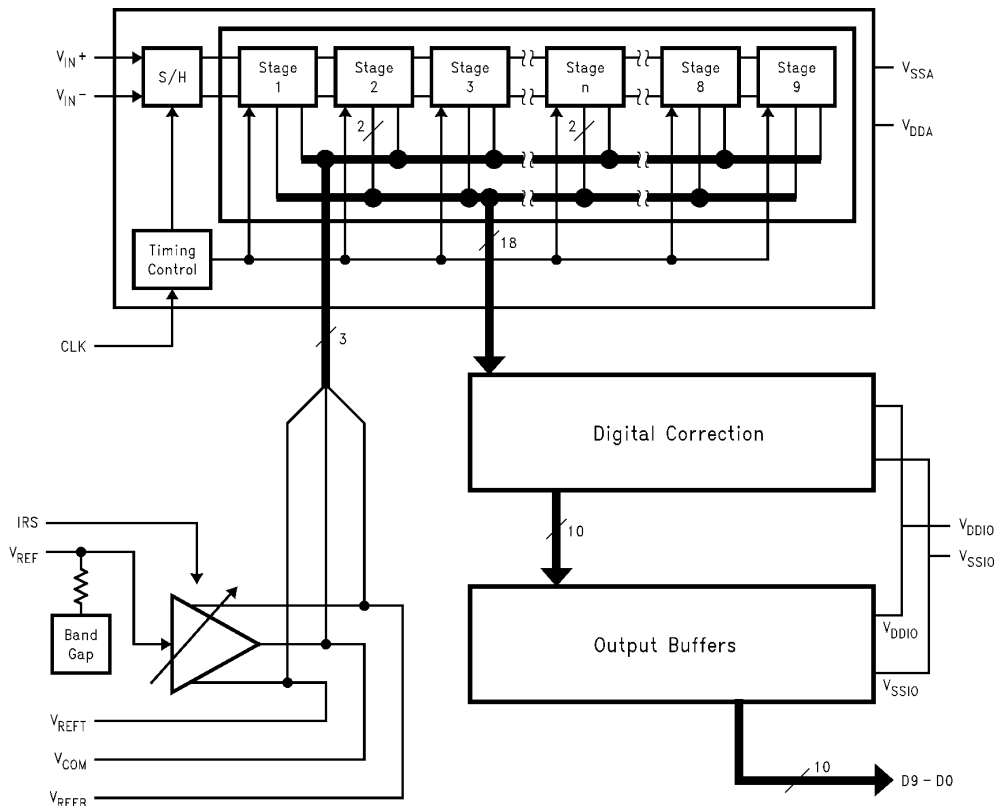 VIN+
VIN-
S/H
Stage 1
Stage 2
Stage 3
Stage n
Stage 8
Stage 9
VSSA
VDDA
2
2
18
Timing
Control
CLK
3
Digital Correction
IRS
VREF
10
VDDIO
VSSIO
Band
Gap
Output Buffers
VDDIO
VSSIO
VREFT
VCOM
10
D9-D0
VREFB